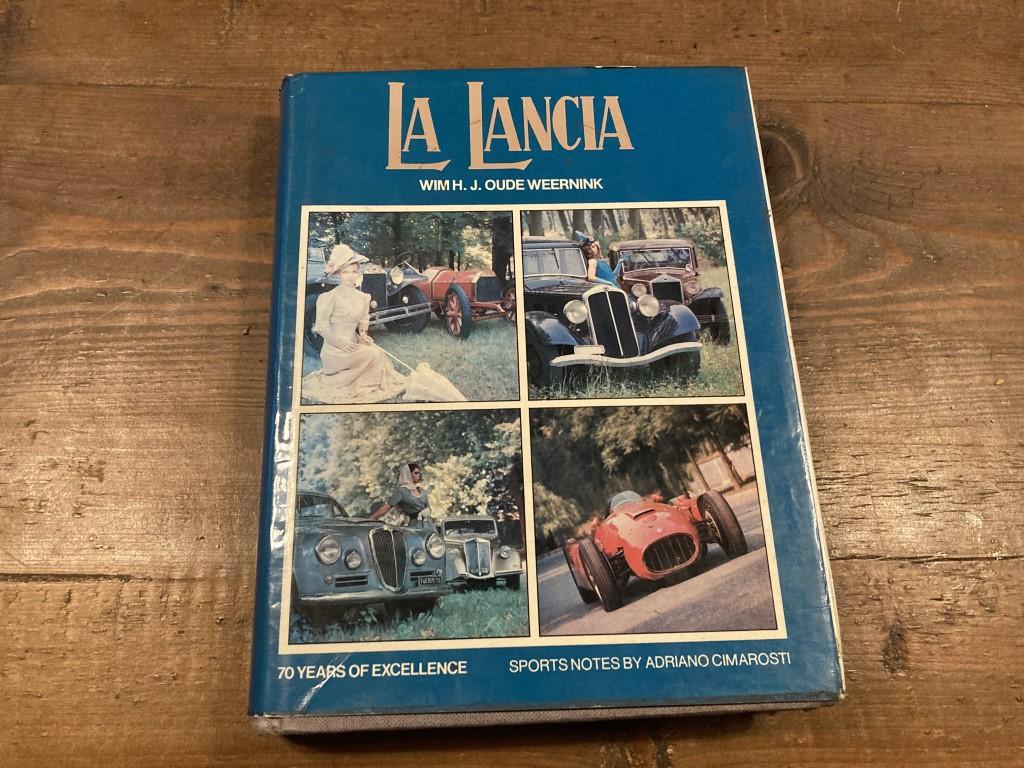 LA LANCIA
WIM H. J. OUDE WEERNINK
70 YEARS OF EXCELLENCE
SPORTS NOTES BY ADRIANO CIMAROSTI